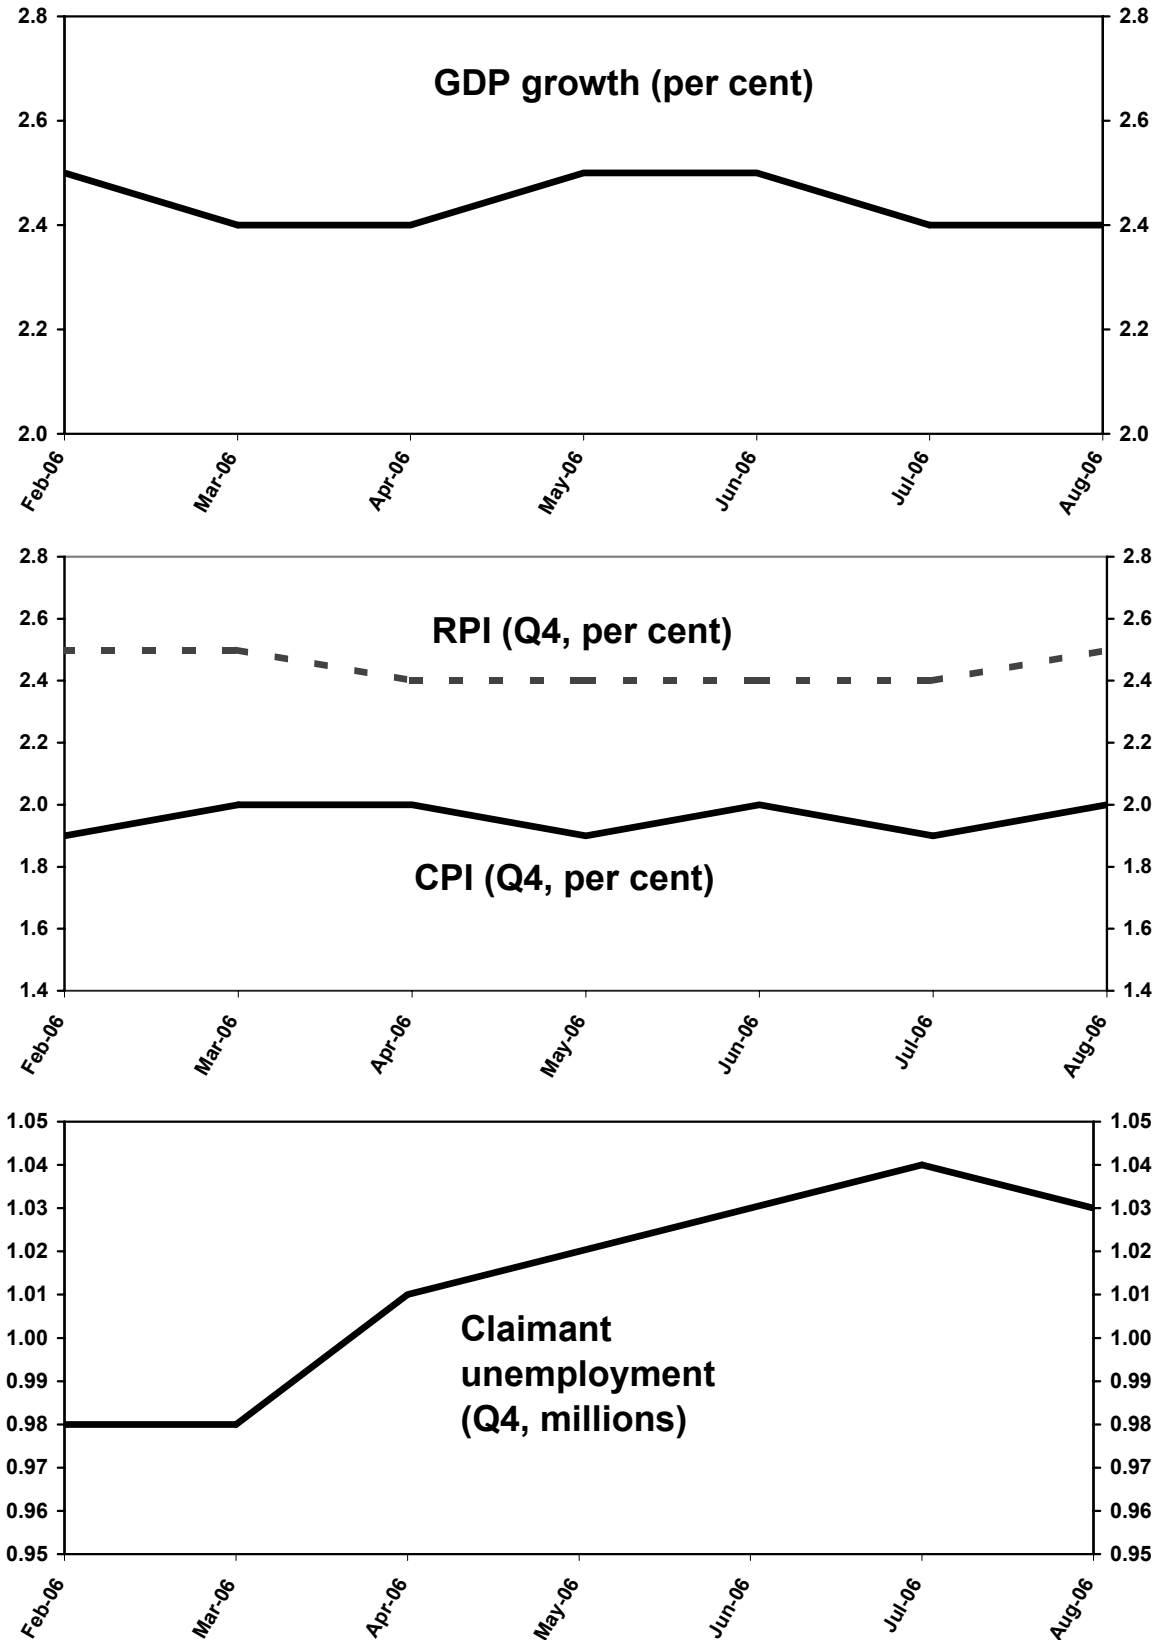 2.8 2.8
GDP growth (per cent)
2.6 2.6
2.4 2.4
2.2 2.2
2.0 2.0
Feb-06 Mar-06 Apr-06 May-06 Jun-06 Jul-06 Aug-06
2.8 2.8
2.6 2.6
RPI (Q4, per cent)
2.4 2.4
2.2 2.2
2.0 2.0
1.8 1.8
CPI (Q4, per cent)
1.6 1.6
1.4 1.4
Feb-06 Mar-06 Apr-06 May-06 Jun-06 Jul-06 Aug-06
1.05 1.05
1.04 1.04
1.03 1.03
1.02 1.02
1.01 1.01
Claimant
1.00 1.00
unemployment
0.99 0.99
(Q4, millions)
0.98 0.98
0.97 0.97
0.96 0.96
0.95 0.95
Feb-06 Mar-06 Apr-06 May-06 Jun-06 Jul-06 Aug-06